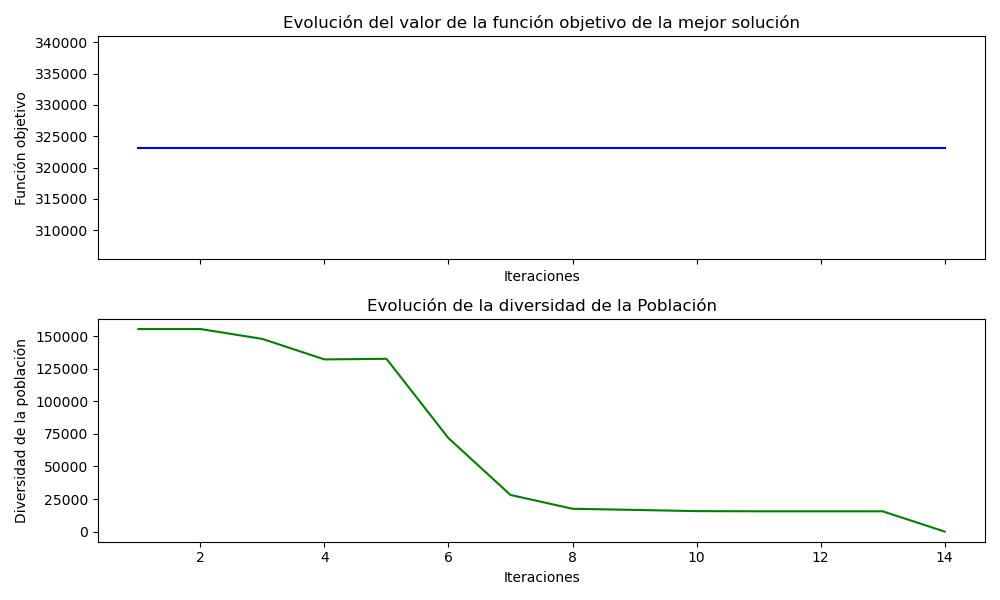 Evolución del valor de la función objetivo de la mejor solución
340000
335000
330000
325000
320000
315000
310000
Función objetivo
Iteraciones
Evolución de la diversidad de la Población
150000
125000
100000
75000
50000
25000
0
Diversidad de la población
2 4 6 8 10 12 14
Iteraciones